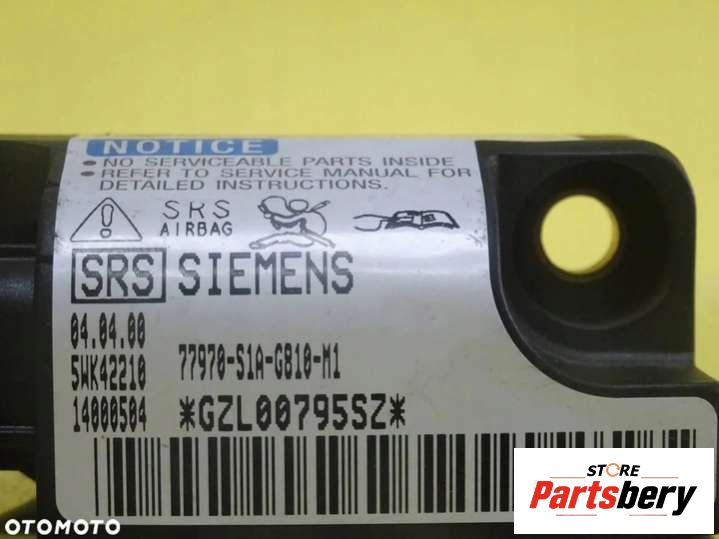 NOTICE
• NO SERVICEABLE PARTS INSIDE
• REFER TO SERVICE MANUAL FOR
DETAILED INSTRUCTIONS.
SRS
AIRBAG
SRS SIEMENS
04.04.00
5WK42210 77970-S1A-G810-M1
14000504 *GZL00795SZ*
STORE
Partsbery
OTOMOTO